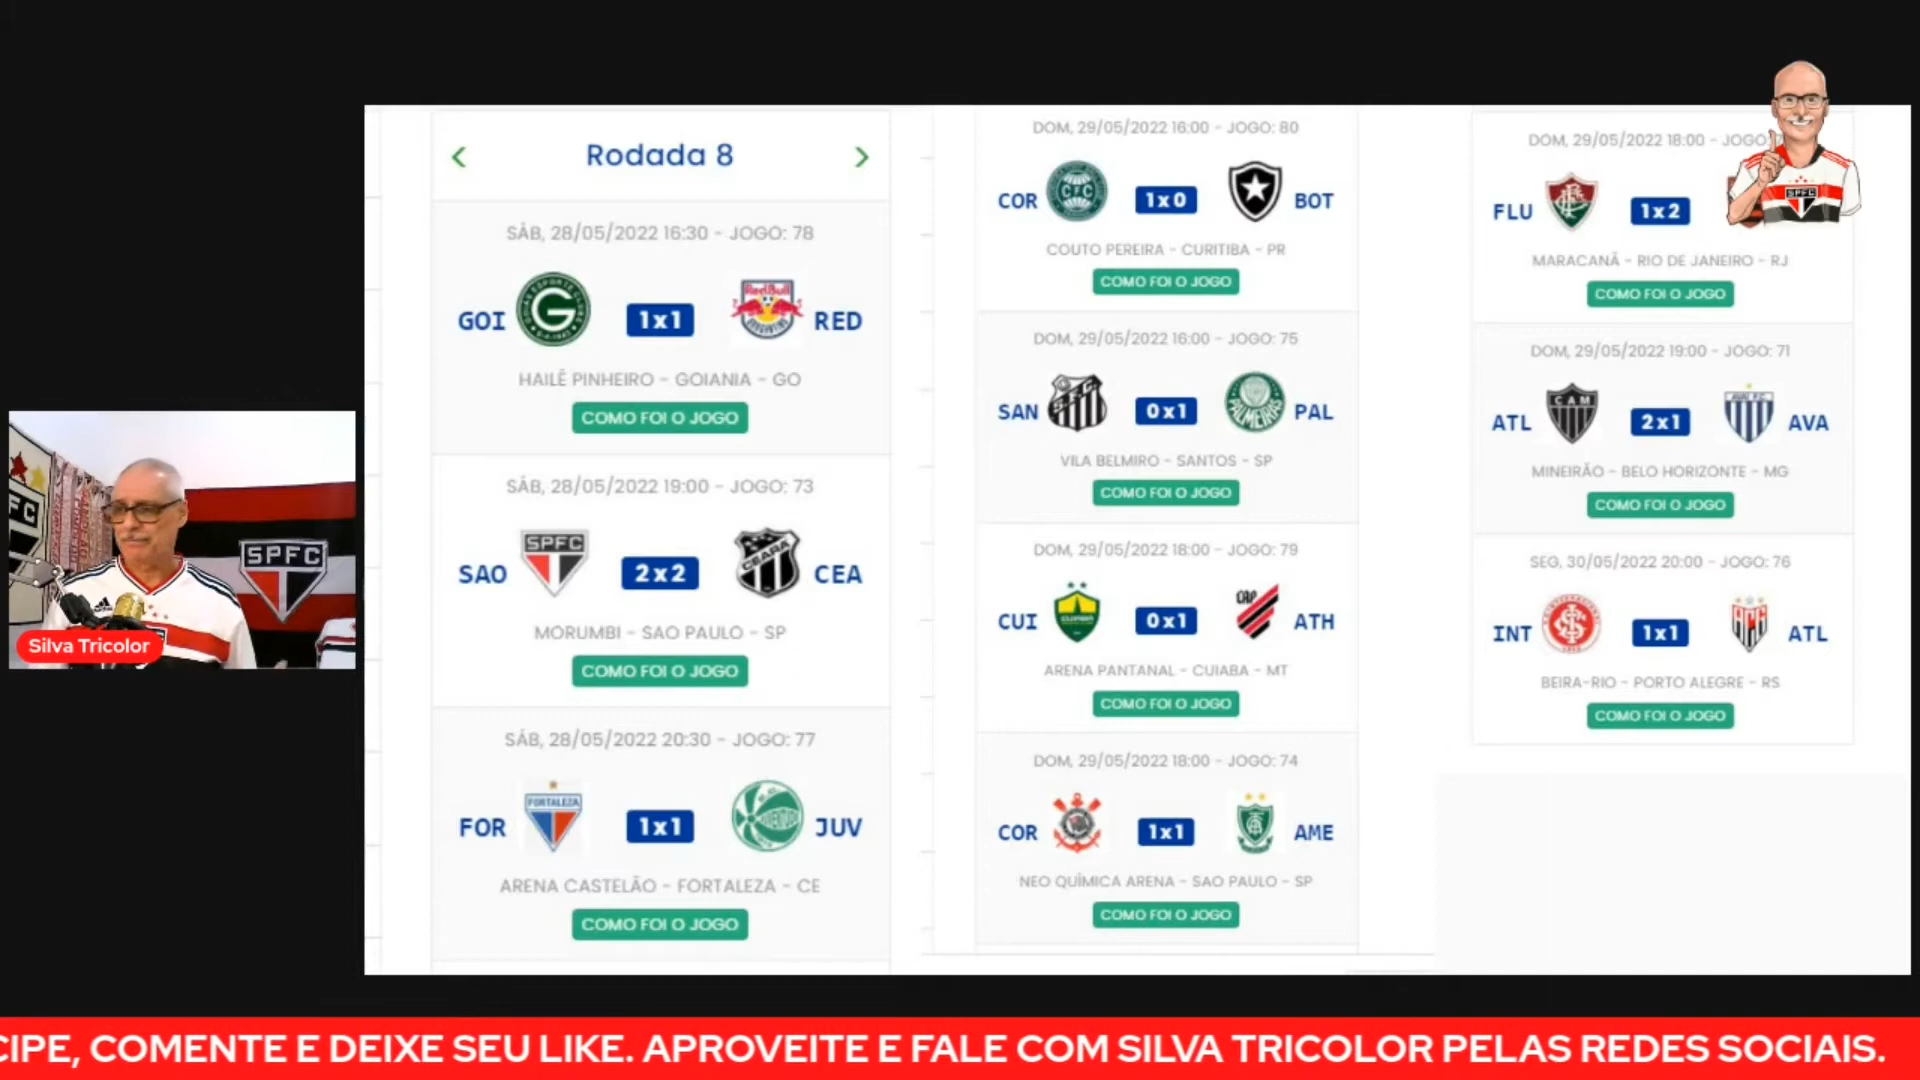 Rodada 8
SÁB, 28/05/2022 16:30 - JOGO: 78
GOI 1x1 RED
HAILÉ PINHEIRO - GOIANIA - GO
COMO FOI O JOGO
SÁB, 28/05/2022 19:00 - JOGO: 73
SAO SPFC 2x2 CEARÁ CEA
MORUMBI - SAO PAULO - SP
COMO FOI O JOGO
SÁB, 28/05/2022 20:30 - JOGO: 77
FOR FORTALEZA 1x1 JUV
ARENA CASTELÃO - FORTALEZA - CE
COMO FOI O JOGO
DOM, 29/05/2022 16:00 - JOGO: 80
COR CFC 1x0 BOT
COUTO PEREIRA - CURITIBA - PR
COMO FOI O JOGO
DOM, 29/05/2022 16:00 - JOGO: 75
SAN 0x1 PALMEIRAS PAL
VILA BELMIRO - SANTOS - SP
COMO FOI O JOGO
DOM, 29/05/2022 18:00 - JOGO: 79
CUI CUIABÁ 0x1 CAP ATH
ARENA PANTANAL - CUIABA - MT
COMO FOI O JOGO
DOM, 29/05/2022 18:00 - JOGO: 74
COR 1x1 AME
NEO QUÍMICA ARENA - SAO PAULO - SP
COMO FOI O JOGO
DOM, 29/05/2022 18:00 - JOGO
FLU 1x2
SPFC
MARACANÃ - RIO DE JANEIRO - RJ
COMO FOI O JOGO
DOM, 29/05/2022 19:00 - JOGO: 71
ATL CAM 2x1 AVA
MINEIRÃO - BELO HORIZONTE - MG
COMO FOI O JOGO
SEG, 30/05/2022 20:00 - JOGO: 76
INT 1x1 ATL
BEIRA-RIO - PORTO ALEGRE - RS
COMO FOI O JOGO
SPFC
Silva Tricolor
CIPE, COMENTE E DEIXE SEU LIKE. APROVEITE E FALE COM SILVA TRICOLOR PELAS REDES SOCIAIS.